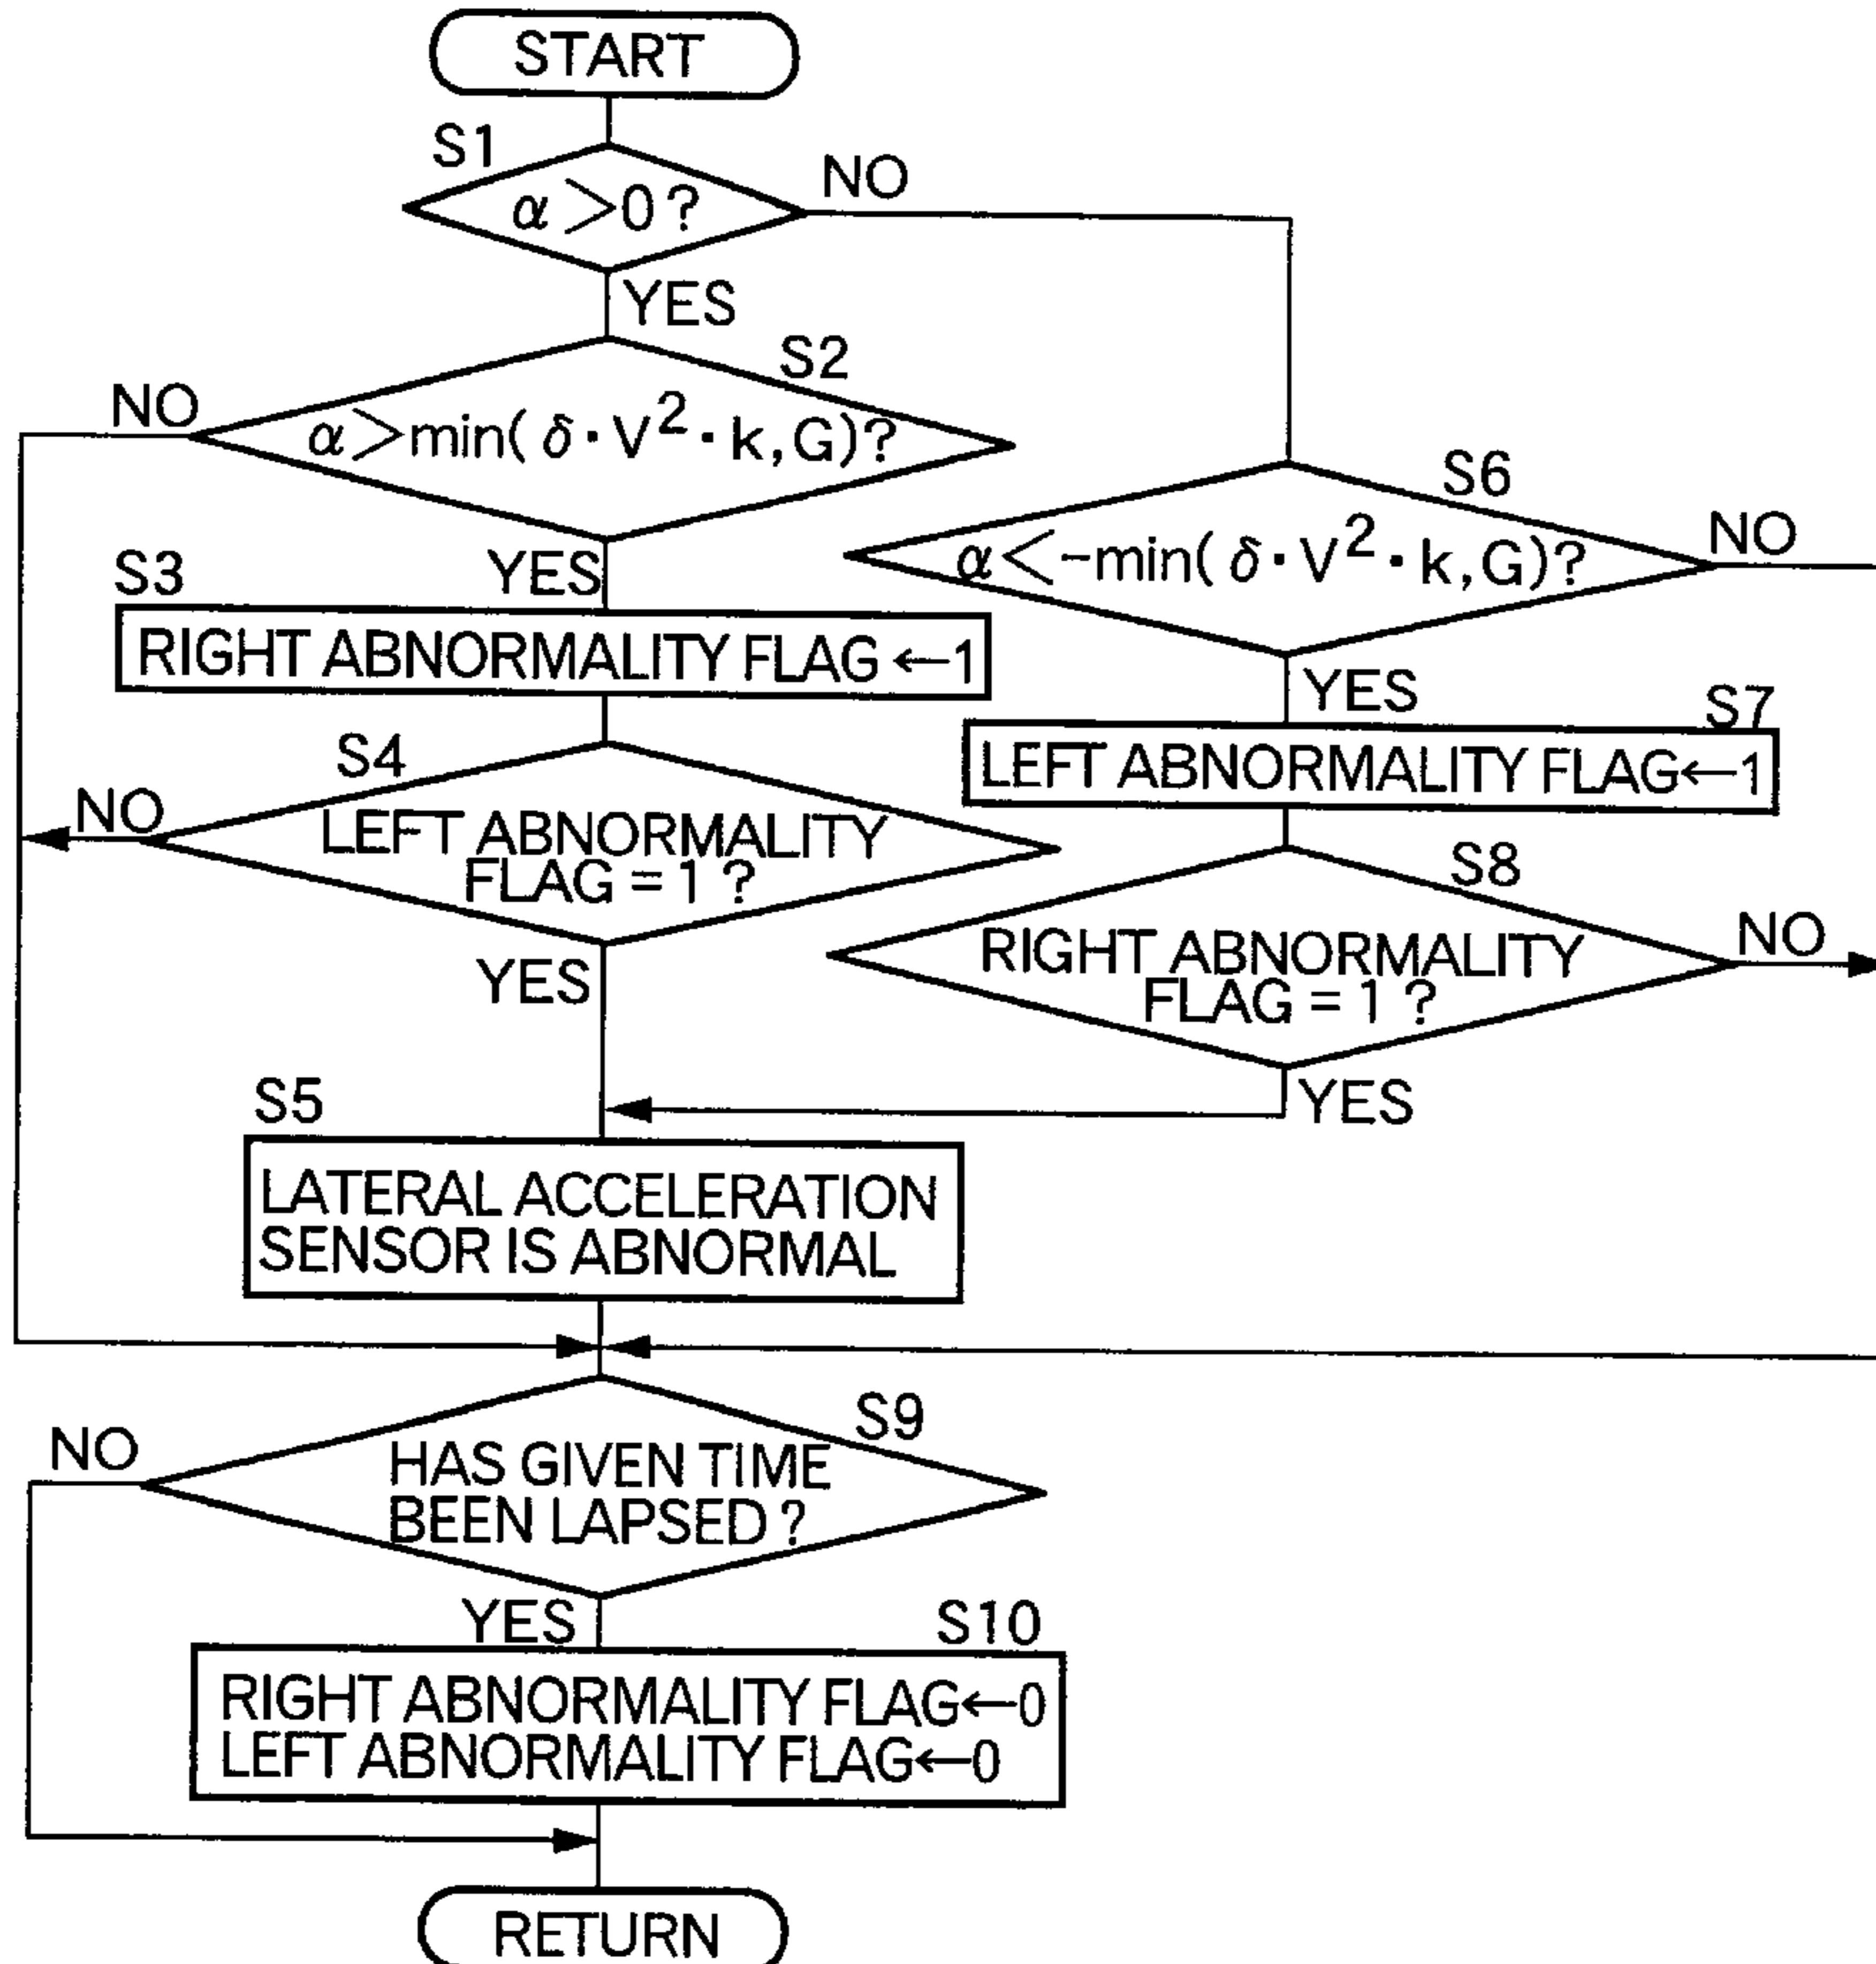 START
S1
α>0?
NO
YES
S2
NO
α>min(δ·V²·k,G)?
S6
α<-min(δ·V²·k,G)?
NO
S3
YES
RIGHT ABNORMALITY FLAG←1
YES
S7
LEFT ABNORMALITY FLAG←1
S4
NO
LEFT ABNORMALITY
FLAG=1?
S8
RIGHT ABNORMALITY
FLAG=1?
NO
YES
YES
S5
LATERAL ACCELERATION
SENSOR IS ABNORMAL
S9
NO
HAS GIVEN TIME
BEEN LAPSED?
YES
S10
RIGHT ABNORMALITY FLAG←0
LEFT ABNORMALITY FLAG←0
RETURN